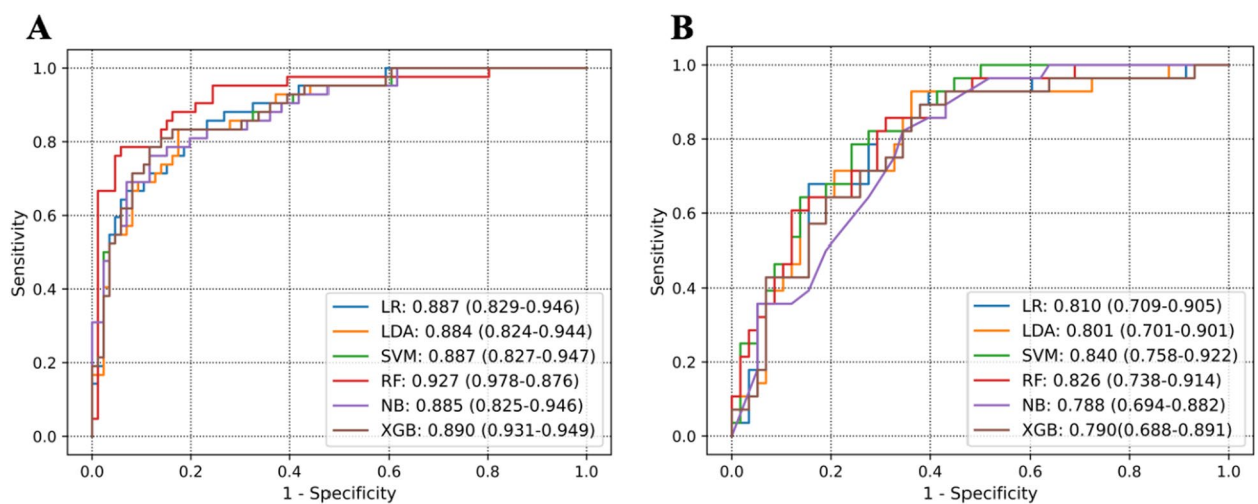 A
1.0
0.8
0.6
0.4
0.2
0.0
Sensitivity
LR: 0.887 (0.829-0.946)
LDA: 0.884 (0.824-0.944)
SVM: 0.887 (0.827-0.947)
RF: 0.927 (0.978-0.876)
NB: 0.885 (0.825-0.946)
XGB: 0.890 (0.931-0.949)
0.0 0.2 0.4 0.6 0.8 1.0
1 - Specificity
B
1.0
0.8
0.6
0.4
0.2
0.0
Sensitivity
LR: 0.810 (0.709-0.905)
LDA: 0.801 (0.701-0.901)
SVM: 0.840 (0.758-0.922)
RF: 0.826 (0.738-0.914)
NB: 0.788 (0.694-0.882)
XGB: 0.790(0.688-0.891)
0.0 0.2 0.4 0.6 0.8 1.0
1 - Specificity